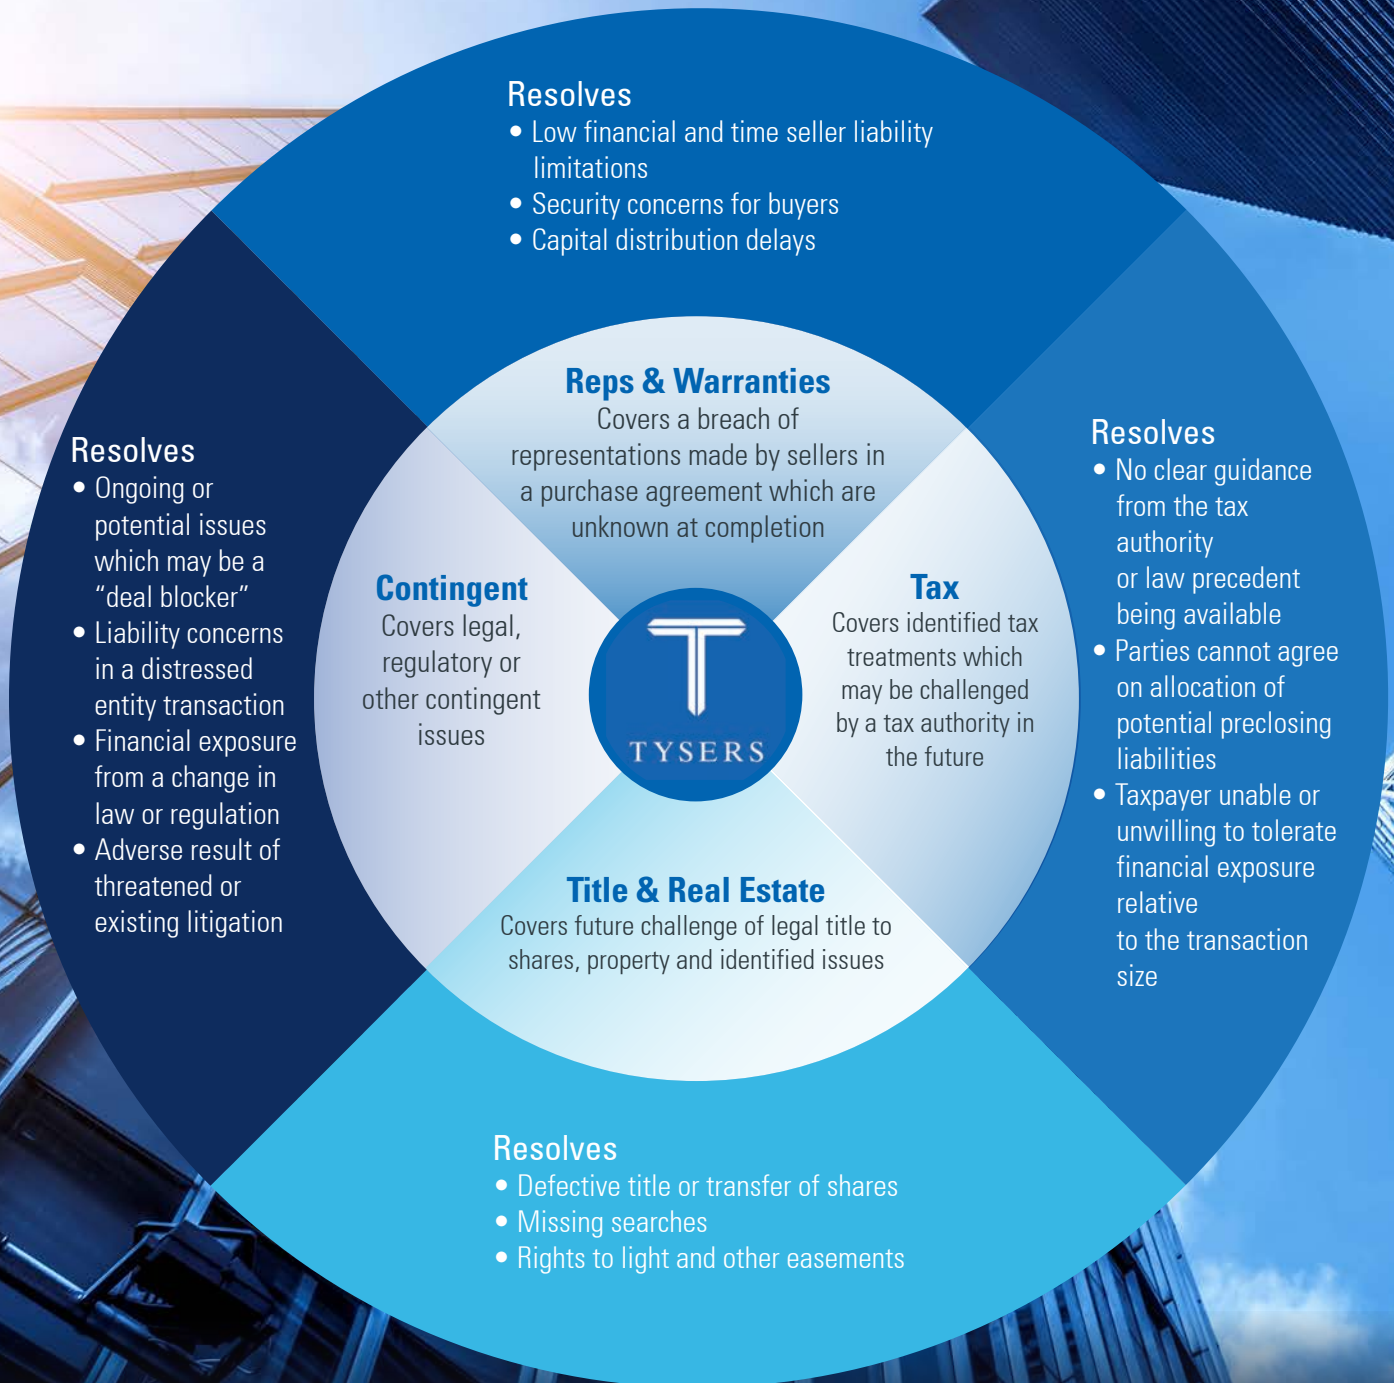 Resolves
• Low financial and time seller liability
limitations
• Security concerns for buyers
• Capital distribution delays
Reps & Warranties
Covers a breach of
representations made by sellers in
a purchase agreement which are
unknown at completion
Resolves
• Ongoing or
potential issues
which may be a
“deal blocker”
• Liability concerns
in a distressed
entity transaction
• Financial exposure
from a change in
law or regulation
• Adverse result of
threatened or
existing litigation
Contingent
Covers legal,
regulatory or
other contingent
issues
TYSERS
Tax
Covers identified tax
treatments which
may be challenged
by a tax authority in
the future
Resolves
• No clear guidance
from the tax
authority
or law precedent
being available
• Parties cannot agree
on allocation of
potential preclosing
liabilities
• Taxpayer unable or
unwilling to tolerate
financial exposure
relative
to the transaction
size
Title & Real Estate
Covers future challenge of legal title to
shares, property and identified issues
Resolves
• Defective title or transfer of shares
• Missing searches
• Rights to light and other easements